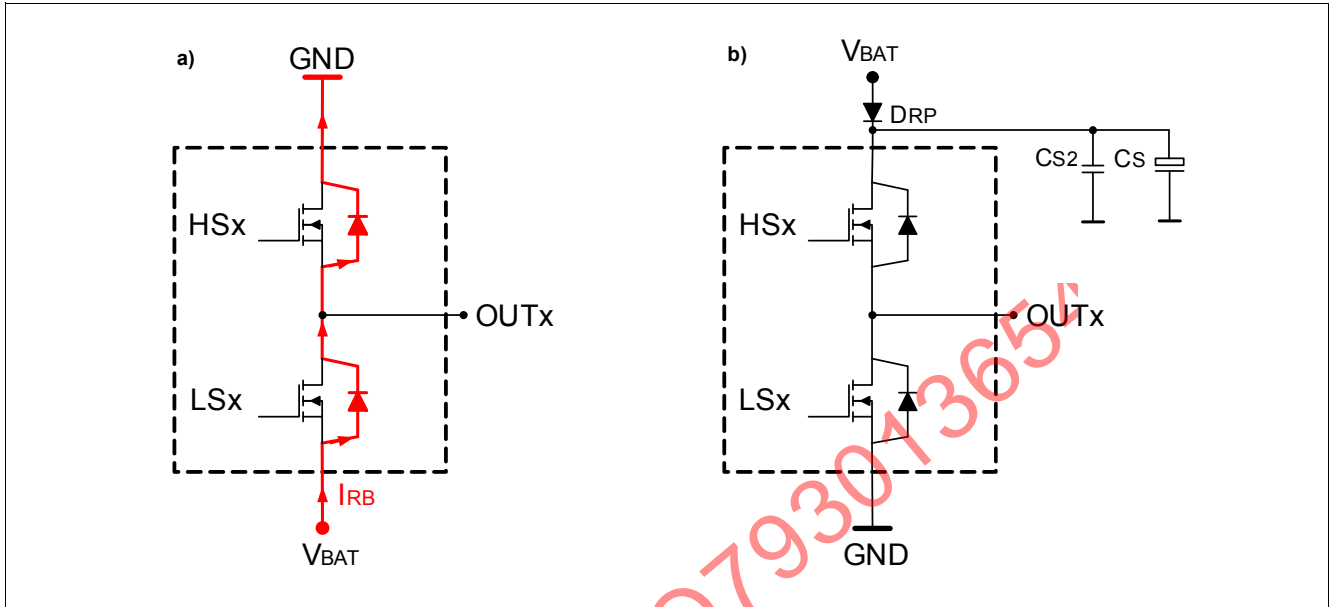 a)
GND
HSx
OUTx
LSx
IRB
VBAT
b)
VBAT
DRP
CS2
CS
HSx
OUTx
LSx
GND